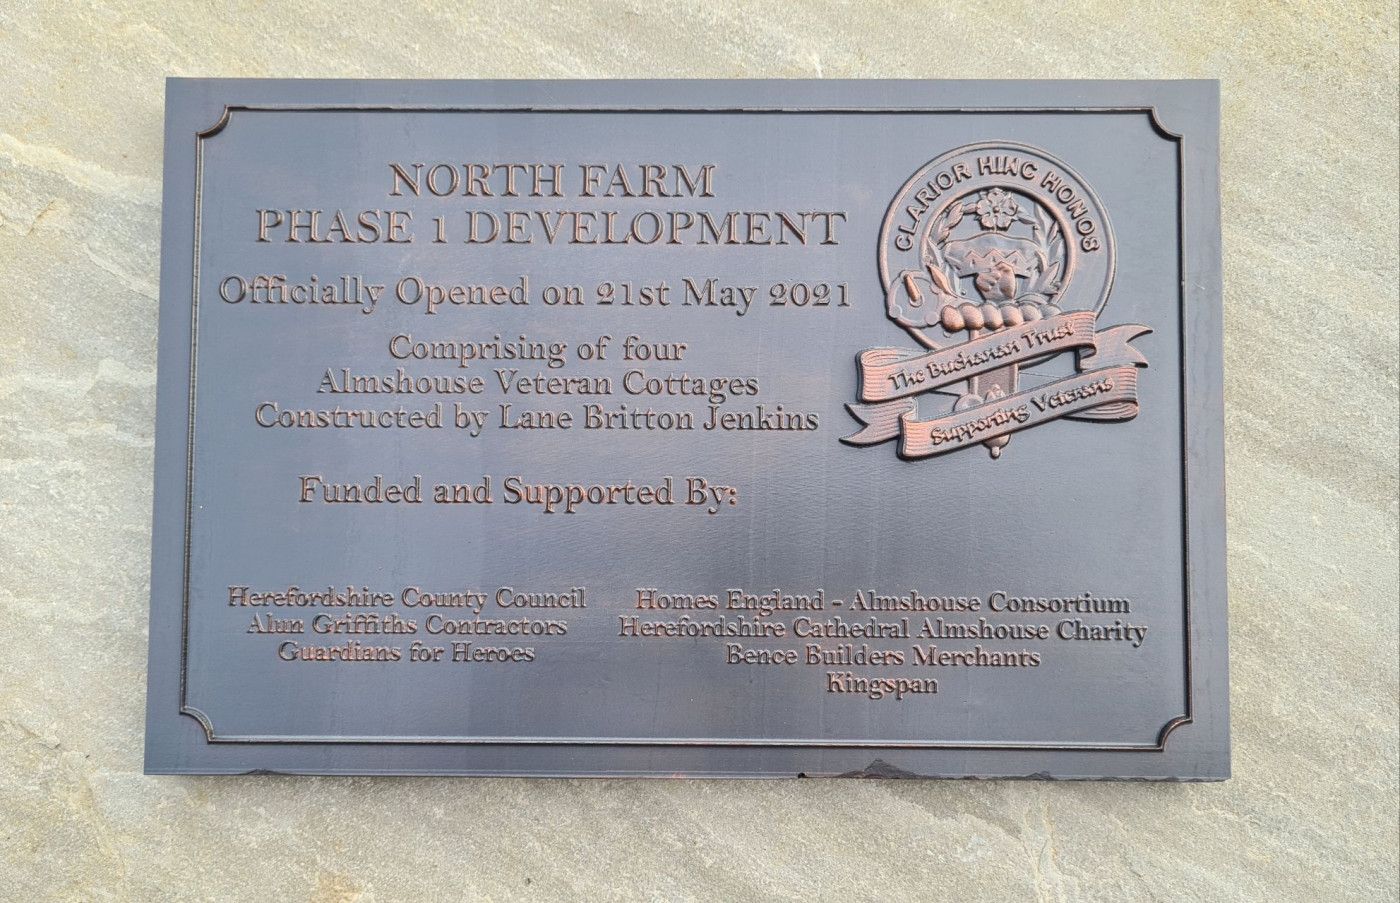 NORTH FARM
PHASE 1 DEVELOPMENT
Officially Opened on 21st May 2021
Comprising of four
Almshouse Veteran Cottages
Constructed by Lane Britton Jenkins
CLARIOR HINC HONOS
The Buchanan Trust
Supporting Veterans
Funded and Supported By:
Herefordshire County Council
Alun Griffiths Contractors
Guardians for Heroes
Homes England - Almshouse Consortium
Herefordshire Cathedral Almshouse Charity
Bence Builders Merchants
Kingspan